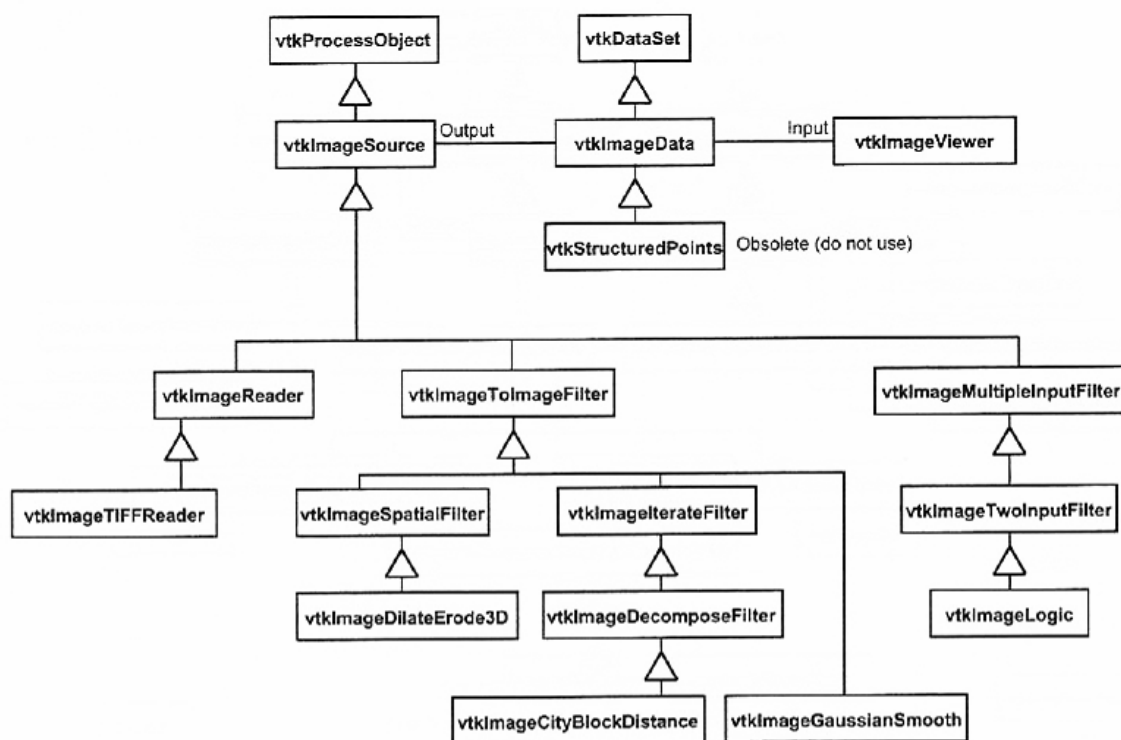 vtkProcessObject
vtkDataSet
vtkImageSource
Output
vtkImageData
Input
vtkImageViewer
vtkStructuredPoints
Obsolete (do not use)
vtkImageReader
vtkImageToImageFilter
vtkImageMultipleInputFilter
vtkImageTIFFReader
vtkImageSpatialFilter
vtkImageIterateFilter
vtkImageTwoInputFilter
vtkImageDilateErode3D
vtkImageDecomposeFilter
vtkImageLogic
vtkImageCityBlockDistance
vtkImageGaussianSmooth